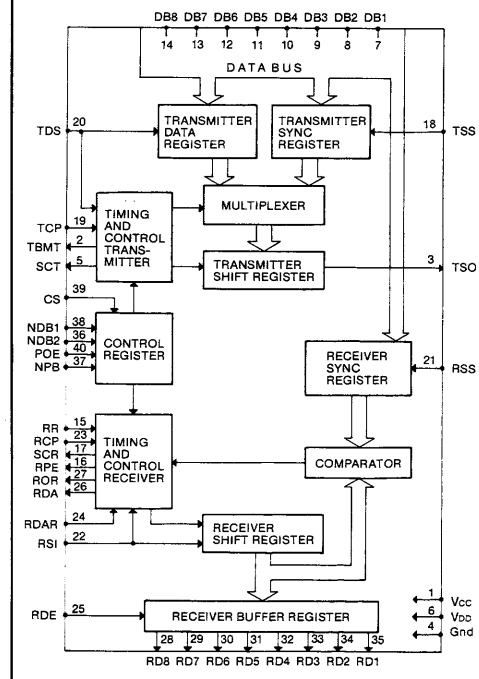 DB8 DB7 DB6 DB5 DB4 DB3 DB2 DB1
14 13 12 11 10 9 8 7
DATA BUS
TDS 20
TRANSMITTER DATA REGISTER
TRANSMITTER SYNC REGISTER
18 TSS
TCP 19
TBMT 2
SCT 5
TIMING AND CONTROL TRANS-MITTER
MULTIPLEXER
TRANSMITTER SHIFT REGISTER
3 TSO
CS 39
NDB1 38
NDB2 36
POE 40
NPB 37
CONTROL REGISTER
RECEIVER SYNC REGISTER
21 RSS
RR 15
RCP 23
SCR 17
RPE 16
ROR 27
RDA 26
TIMING AND CONTROL RECEIVER
COMPARATOR
RDAR 24
RSI 22
RECEIVER SHIFT REGISTER
RDE 25
RECEIVER BUFFER REGISTER
1 VCC
6 VDD
4 Gnd
28 29 30 31 32 33 34 35
RD8 RD7 RD6 RD5 RD4 RD3 RD2 RD1